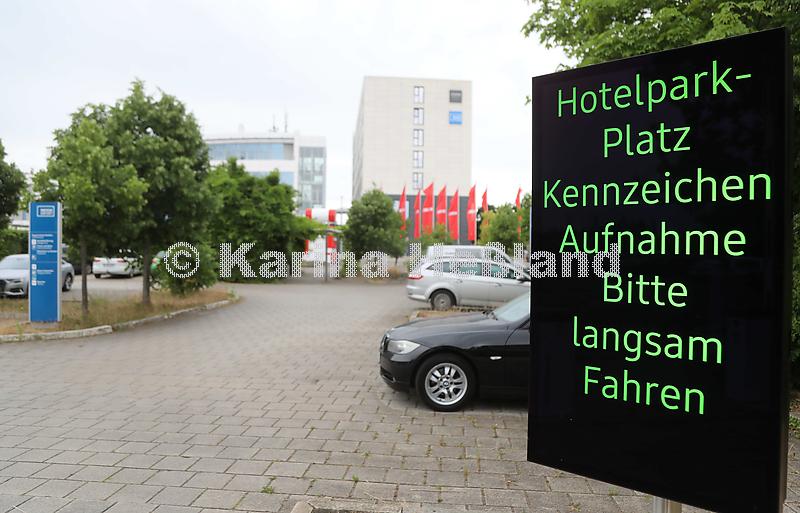 Hotelpark-
Platz
Kennzeichen
Aufnahme
Bitte
langsam
Fahren
© Karina Heßland